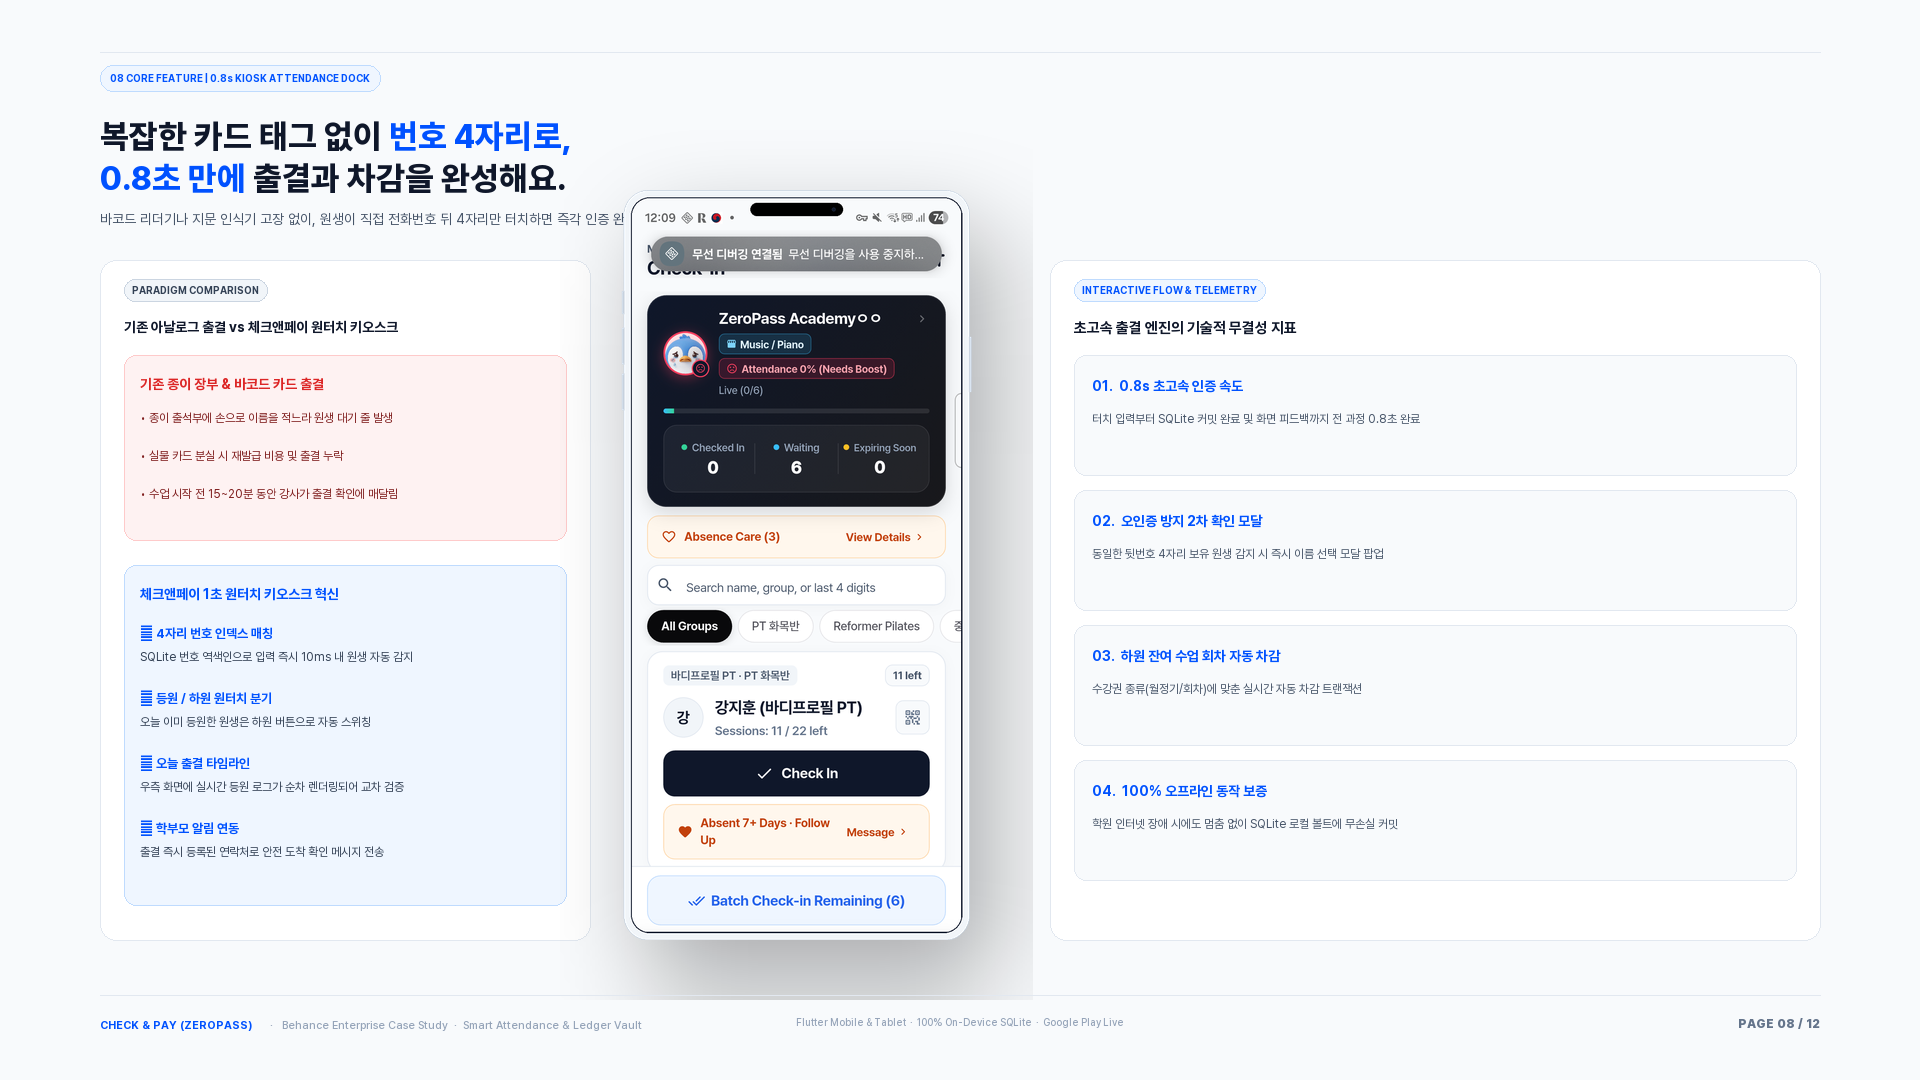 08 CORE FEATURE | 0.8s KIOSK ATTENDANCE DOCK
복잡한 카드 태그 없이 번호 4자리로,
0.8초 만에 출결과 차감을 완성해요.
바코드 리더기나 지문 인식기 고장 없이, 원생이 직접 전화번호 뒤 4자리만 터치하면 즉각 인증 완
PARADIGM COMPARISON
기존 아날로그 출결 vs 체크앤페이 원터치 키오스크
기존 종이 장부 & 바코드 카드 출결
• 종이 출석부에 손으로 이름을 적느라 원생 대기 줄 발생
• 실물 카드 분실 시 재발급 비용 및 출결 누락
• 수업 시작 전 15~20분 동안 강사가 출결 확인에 매달림
체크앤페이 1초 원터치 키오스크 혁신
4자리 번호 인덱스 매칭
SQLite 번호 역색인으로 입력 즉시 10ms 내 원생 자동 감지
등원 / 하원 원터치 분기
오늘 이미 등원한 원생은 하원 버튼으로 자동 스위칭
오늘 출결 타임라인
우측 화면에 실시간 등원 로그가 순차 렌더링되어 교차 검증
학부모 알림 연동
출결 즉시 등록된 연락처로 안전 도착 확인 메시지 전송
12:09
74
무선 디버깅 연결됨 무선 디버깅을 사용 중지하...
Check-in
ZeroPass Academyㅇㅇ
Music / Piano
Attendance 0% (Needs Boost)
Live (0/6)
Checked In
0
Waiting
6
Expiring Soon
0
Absence Care (3)
View Details
Search name, group, or last 4 digits
All Groups
PT 화목반
Reformer Pilates
바디프로필 PT · PT 화목반
11 left
강
강지훈 (바디프로필 PT)
Sessions: 11 / 22 left
Check In
Absent 7+ Days · Follow
Up
Message
Batch Check-in Remaining (6)
INTERACTIVE FLOW & TELEMETRY
초고속 출결 엔진의 기술적 무결성 지표
01. 0.8s 초고속 인증 속도
터치 입력부터 SQLite 커밋 완료 및 화면 피드백까지 전 과정 0.8초 완료
02. 오인증 방지 2차 확인 모달
동일한 뒷번호 4자리 보유 원생 감지 시 즉시 이름 선택 모달 팝업
03. 하원 잔여 수업 회차 자동 차감
수강권 종류(월정기/회차)에 맞춘 실시간 자동 차감 트랜잭션
04. 100% 오프라인 동작 보증
학원 인터넷 장애 시에도 멈춤 없이 SQLite 로컬 볼트에 무손실 커밋
CHECK & PAY (ZEROPASS) · Behance Enterprise Case Study · Smart Attendance & Ledger Vault
Flutter Mobile & Tablet · 100% On-Device SQLite · Google Play Live
PAGE 08 / 12